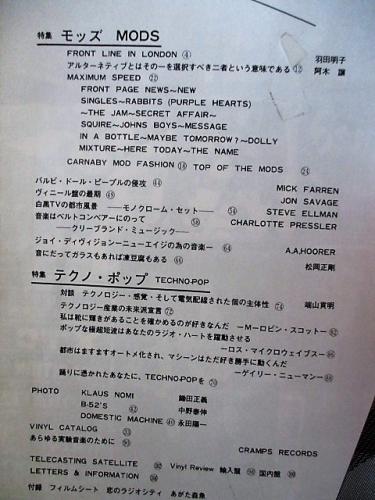 特集 モッズ MODS
FRONT LINE IN LONDON ④ 羽田明子
アルターネイティブとはその一を選択すべき二者という意味である ⑫ 阿木 譲
MAXIMUM SPEED ㉒
FRONT PAGE NEWS~NEW
SINGLES~RABBITS (PURPLE HEARTS)
~THE JAM~SECRET AFFAIR~
SQUIRE~JOHNS BOYS~MESSAGE
IN A BOTTLE~MAYBE TOMORROW?~DOLLY
MIXTURE~HERE TODAY~THE NAME
CARNABY MOD FASHION ⑱ TOP OF THE MODS ㉔
バルビ・ドール・ピープルの侵攻 ㊹ MICK FARREN
ヴィニール盤の最期 JON SAVAGE
白黒TVの都市風景 ──モノクローム・セット── STEVE ELLMAN
音楽はベルトコンベアーにのって CHARLOTTE PRESSLER
──クリーブランド・ミュージック──
ジョイ・ディヴィジョン─ニューエイジの為の音楽─ A.A.HOORER
音にだってガラスもあれば凍豆腐もある 松岡正剛
特集 テクノ・ポップ TECHNO-POP
対談 テクノロジー・感覚・そして電気配線された個の主体性 端山貢明
テクノロジー産業の未来派宣言
私は靴に輝きがあることを確かめるのが好きなんだ ─M─ロビン・スコット─
ポップな極超短波はあなたのラジオ・ハートを躍動させる
─ロス・マイクロウェイブス─
都市はますますオートメ化され、マシーンはただ好き勝手に動くんだ
─ゲイリー・ニューマン─
踊りに憑かれたあなたに、TECHNO-POPを
PHOTO KLAUS NOMI 鋤田正義
B-52'S 中野泰伸
DOMESTIC MACHINE 永田陽一
VINYL CATALOG
あらゆる実験音楽のために CRAMPS RECORDS
TELECASTING SATELLITE Vinyl Review 輸入盤 国内盤
LETTERS & INFORMATION
付録 フィルムシート 恋のラジオシティ あがた森魚